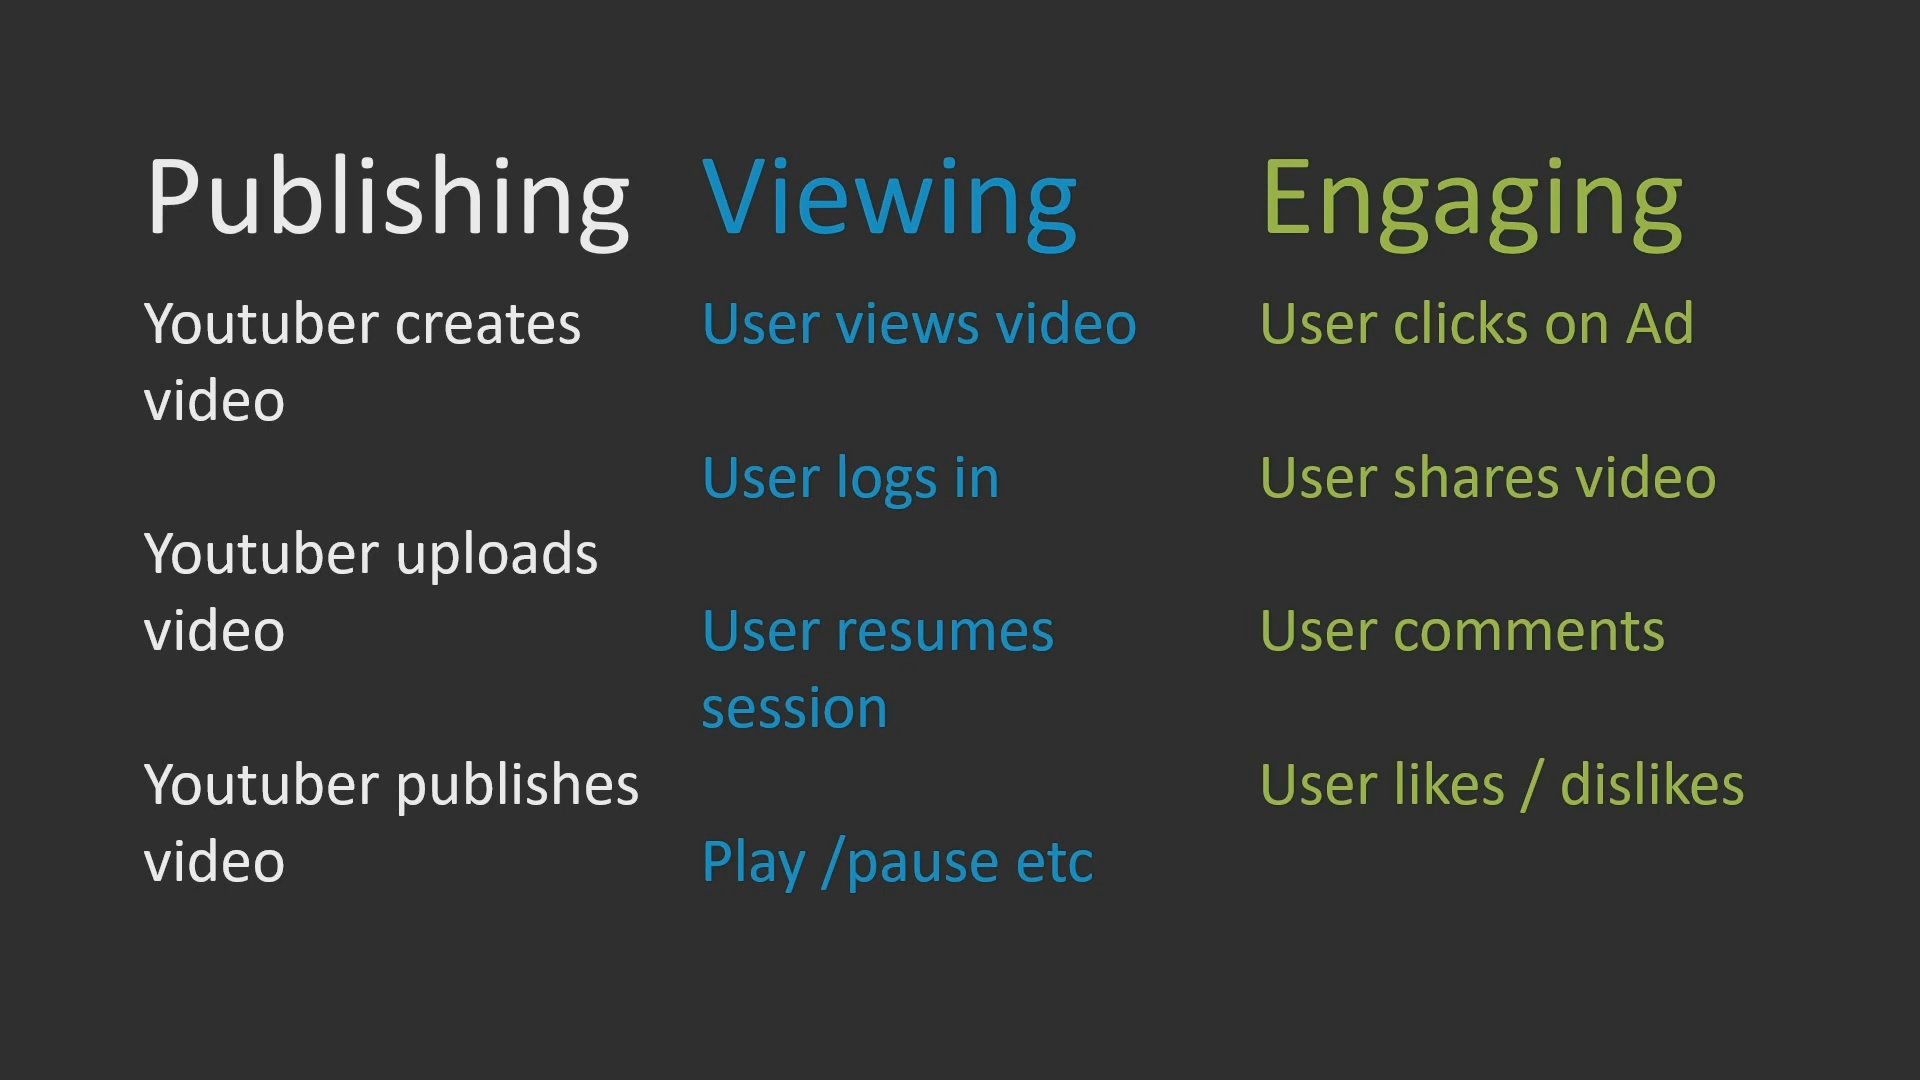 Publishing
Youtuber creates
video
Youtuber uploads
video
Youtuber publishes
video
Viewing
User views video
User logs in
User resumes
session
Play /pause etc
Engaging
User clicks on Ad
User shares video
User comments
User likes / dislikes